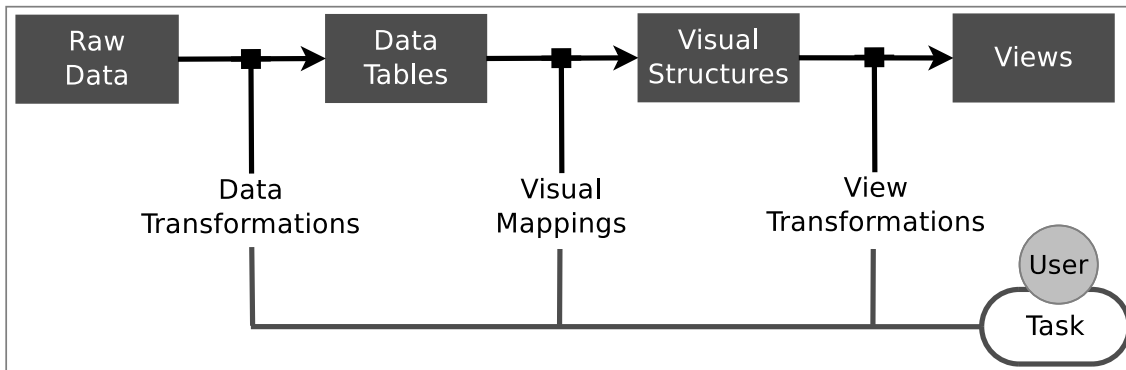 Raw
Data
Data
Tables
Visual
Structures
Views
Data
Transformations
Visual
Mappings
View
Transformations
User
Task